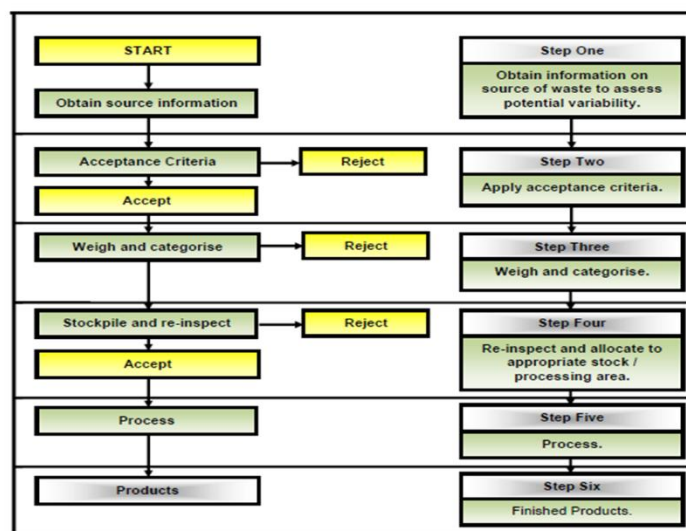 START
Obtain source information
Acceptance Criteria
Reject
Accept
Weigh and categorise
Reject
Stockpile and re-inspect
Reject
Accept
Process
Products
Step One
Obtain information on
source of waste to assess
potential variability.
Step Two
Apply acceptance criteria.
Step Three
Weigh and categorise.
Step Four
Re-inspect and allocate to
appropriate stock /
processing area.
Step Five
Process.
Step Six
Finished Products.